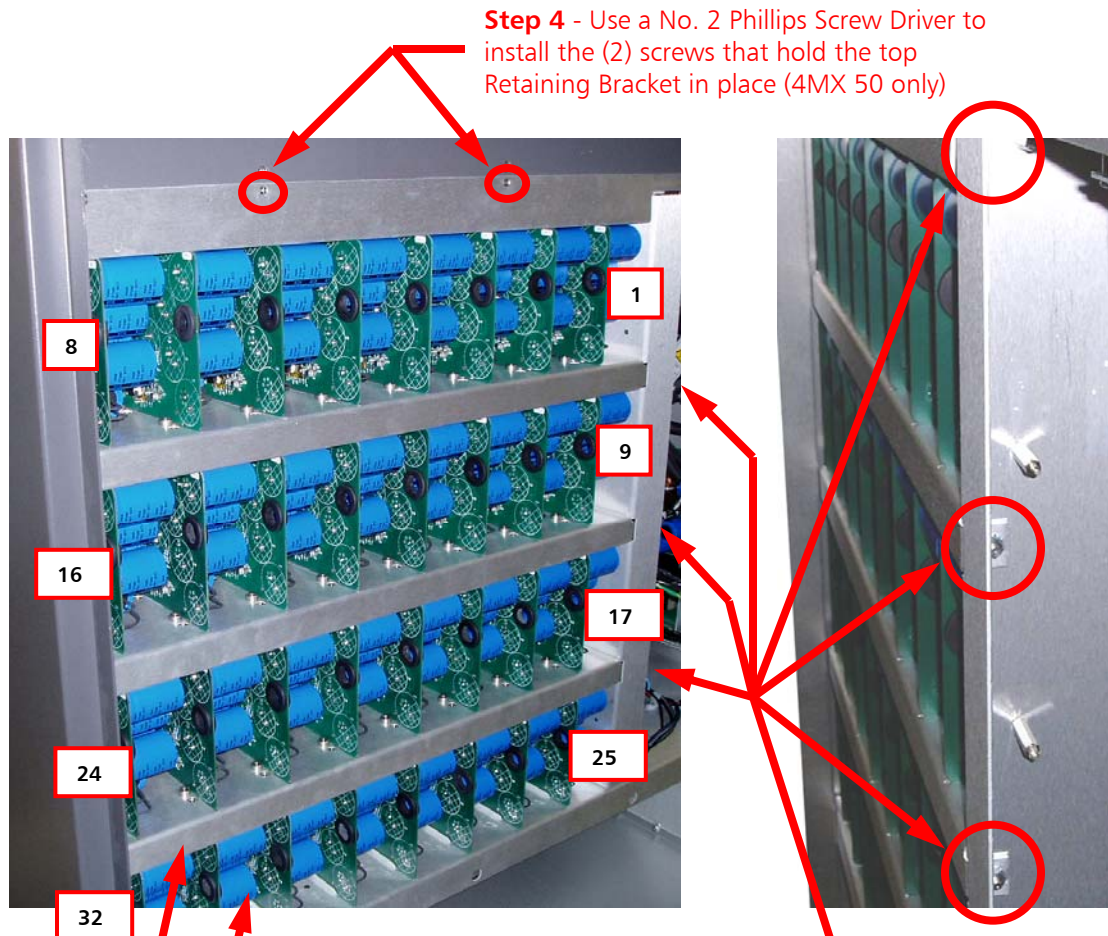 Step 4 - Use a No. 2 Phillips Screw Driver to
install the (2) screws that hold the top
Retaining Bracket in place (4MX 50 only)
1
8
9
16
17
24
25
32